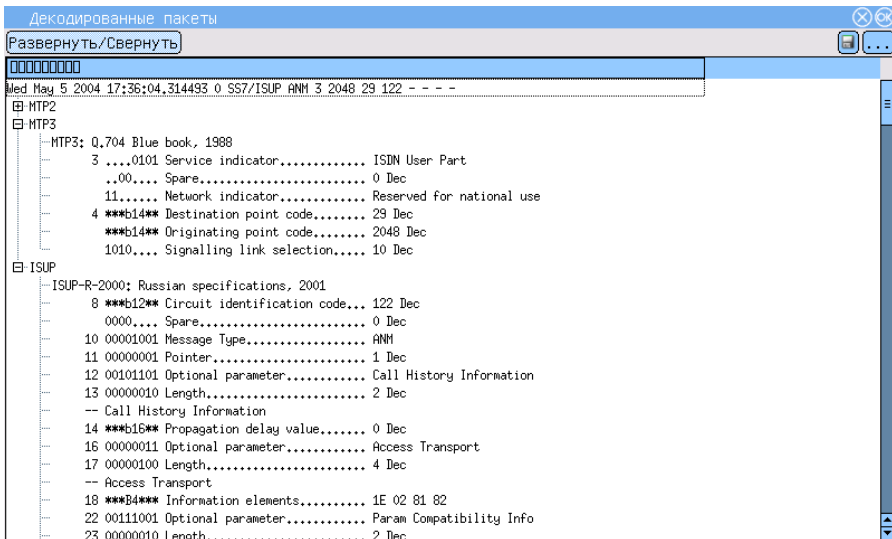 Декодированные пакеты
OK
Развернуть/Свернуть
...
Wed May 5 2004 17:36:04.314493 0 SS7/ISUP ANM 3 2048 29 122 - - - -
MTP2
MTP3
MTP3: Q.704 Blue book, 1988
3 ....0101 Service indicator............. ISDN User Part
..00.... Spare......................... 0 Dec
11...... Network indicator............. Reserved for national use
4 ***b14** Destination point code........ 29 Dec
***b14** Originating point code........ 2048 Dec
1010.... Signalling link selection..... 10 Dec
ISUP
ISUP-R-2000: Russian specifications, 2001
8 ***b12** Circuit identification code... 122 Dec
0000.... Spare......................... 0 Dec
10 00001001 Message Type.................. ANM
11 00000001 Pointer....................... 1 Dec
12 00101101 Optional parameter............ Call History Information
13 00000010 Length........................ 2 Dec
-- Call History Information
14 ***b16** Propagation delay value....... 0 Dec
16 00000011 Optional parameter............ Access Transport
17 00000100 Length........................ 4 Dec
-- Access Transport
18 ***B4*** Information elements.......... 1E 02 81 82
22 00111001 Optional parameter............ Param Compatibility Info
23 00000010 Length........................ 2 Dec